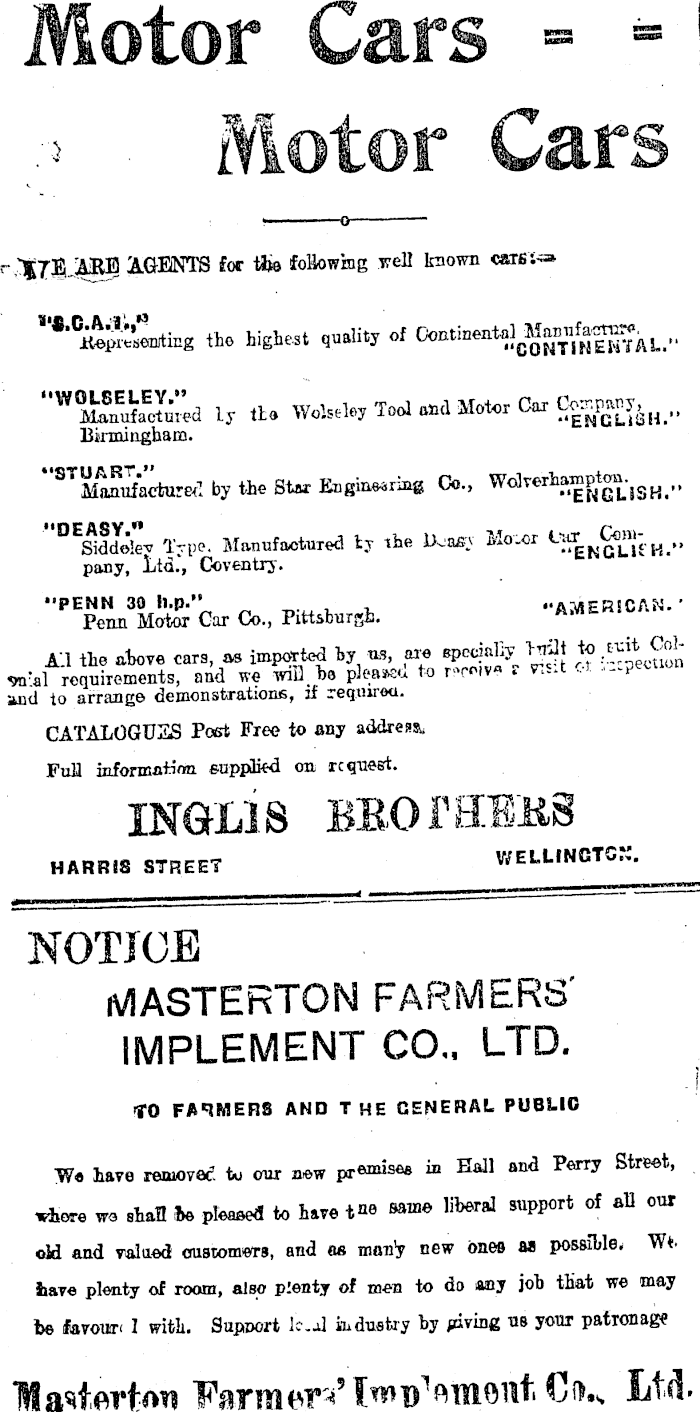 Motor Cars = =
Motor Cars
WE ARE AGENTS for the following well known cars:—
"S.C.A.T.,"
Representing the highest quality of Continental Manufacture.
"CONTINENTAL."
"WOLSELEY."
Manufactured by the Wolseley Tool and Motor Car Company,
Birmingham.
"ENGLISH."
"STUART."
Manufactured by the Star Engineering Co., Wolverhampton.
"ENGLISH."
"DEASY."
Siddeley Type. Manufactured by the Deasy Motor Car Com-
pany, Ltd., Coventry.
"ENGLISH."
"PENN 30 h.p."
Penn Motor Car Co., Pittsburgh.
"AMERICAN."
All the above cars, as imported by us, are specially built to suit Col-
onial requirements, and we will be pleased to receive a visit of inspection
and to arrange demonstrations, if required.
CATALOGUES Post Free to any address.
Full information supplied on request.
INGLIS BROTHERS
HARRIS STREET WELLINGTON.
NOTICE
MASTERTON FARMERS'
IMPLEMENT CO., LTD.
TO FARMERS AND THE GENERAL PUBLIC
We have removed to our new premises in Hall and Perry Street,
where we shall be pleased to have the same liberal support of all our
old and valued customers, and as many new ones as possible. We
have plenty of room, also plenty of men to do any job that we may
be favoured with. Support local industry by giving us your patronage
Masterton Farmers' Implement Co., Ltd.